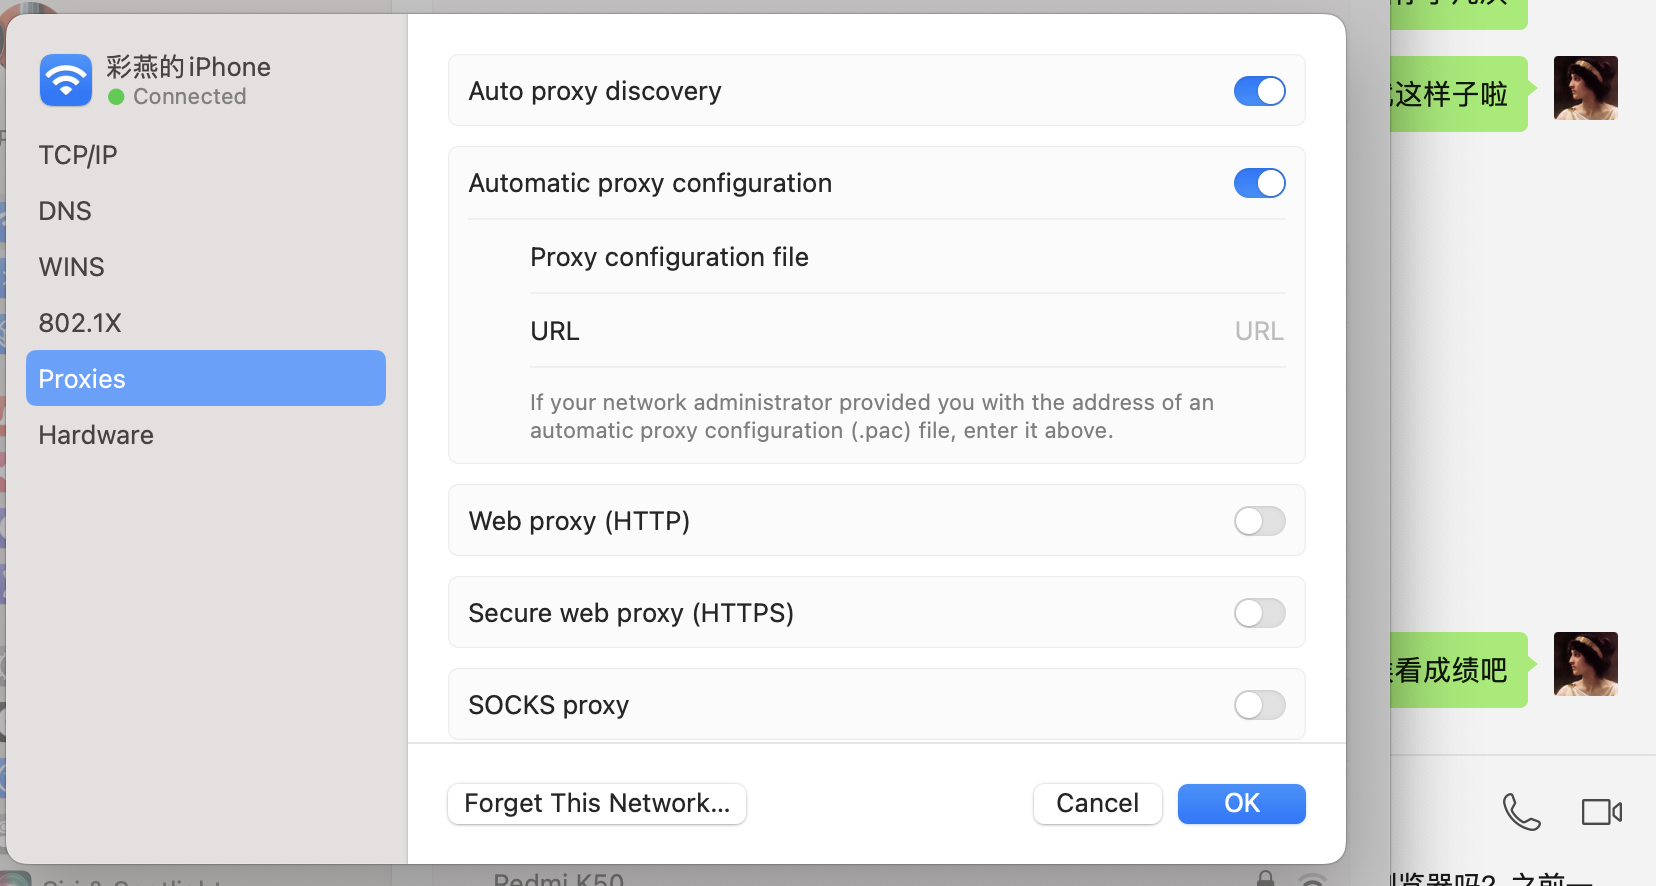 彩燕的iPhone
Connected
TCP/IP
DNS
WINS
802.1X
Proxies
Hardware
Auto proxy discovery
Automatic proxy configuration
Proxy configuration file
URL
URL
If your network administrator provided you with the address of an
automatic proxy configuration (.pac) file, enter it above.
Web proxy (HTTP)
Secure web proxy (HTTPS)
SOCKS proxy
Forget This Network...
Cancel
OK
这样子啦
看成绩吧
览器吗? 之前一
Siri & Spotlight
Redmi K50